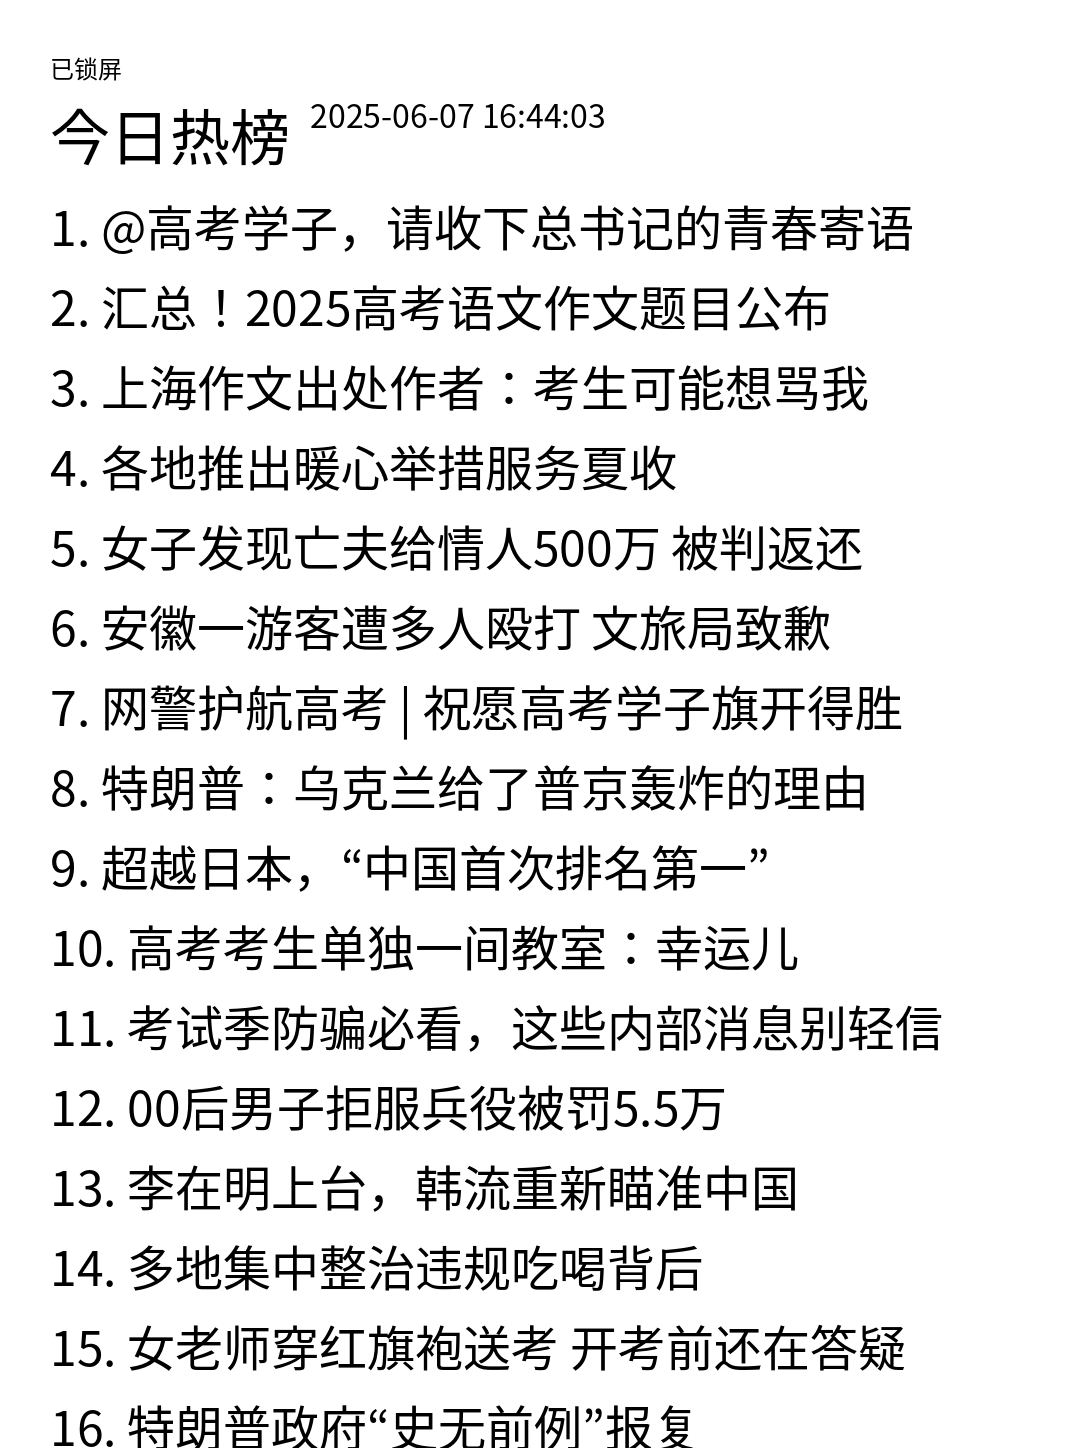 已锁屏
今日热榜 2025-06-07 16:44:03
1. @高考学子，请收下总书记的青春寄语
2. 汇总！2025高考语文作文题目公布
3. 上海作文出处作者：考生可能想骂我
4. 各地推出暖心举措服务夏收
5. 女子发现亡夫给情人500万 被判返还
6. 安徽一游客遭多人殴打 文旅局致歉
7. 网警护航高考 | 祝愿高考学子旗开得胜
8. 特朗普：乌克兰给了普京轰炸的理由
9. 超越日本，“中国首次排名第一”
10. 高考考生单独一间教室：幸运儿
11. 考试季防骗必看，这些内部消息别轻信
12. 00后男子拒服兵役被罚5.5万
13. 李在明上台，韩流重新瞄准中国
14. 多地集中整治违规吃喝背后
15. 女老师穿红旗袍送考 开考前还在答疑
16. 特朗普政府“史无前例”报复